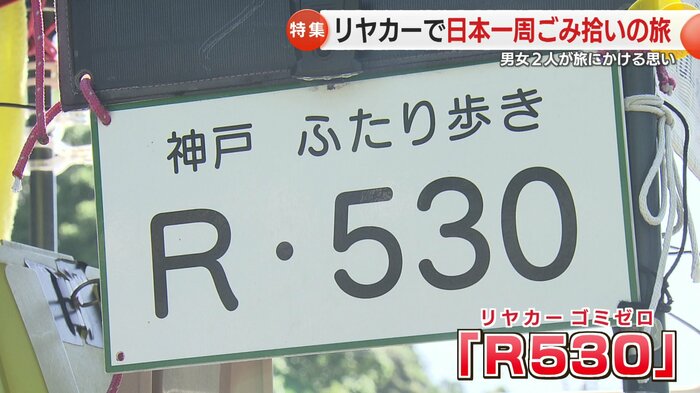 特集 リヤカーで日本一周ごみ拾いの旅
男女2人が旅にかける思い
神戸 ふたり歩き
R・530
リヤカー ゴミゼロ
「R530」